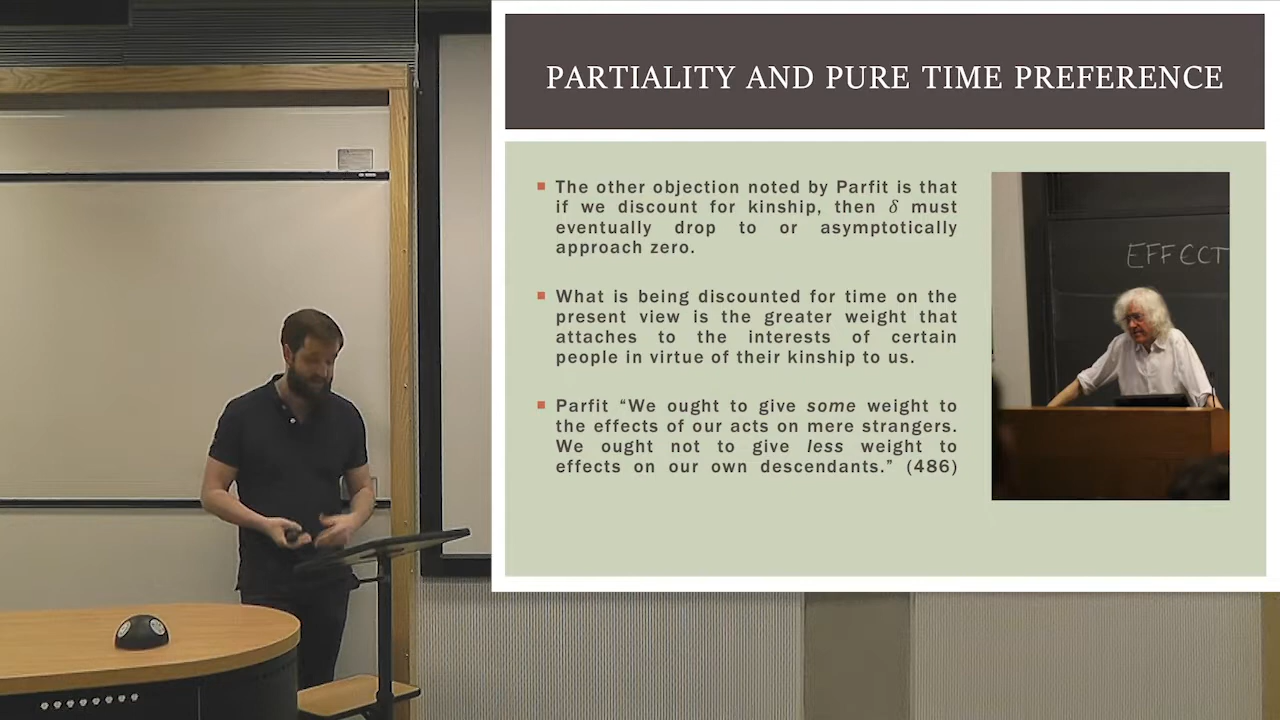 PARTIALITY AND PURE TIME PREFERENCE
The other objection noted by Parfit is that
if we discount for kinship, then δ must
eventually drop to or asymptotically
approach zero.
What is being discounted for time on the
present view is the greater weight that
attaches to the interests of certain
people in virtue of their kinship to us.
Parfit “We ought to give some weight to
the effects of our acts on mere strangers.
We ought not to give less weight to
effects on our own descendants.” (486)
EFFECT